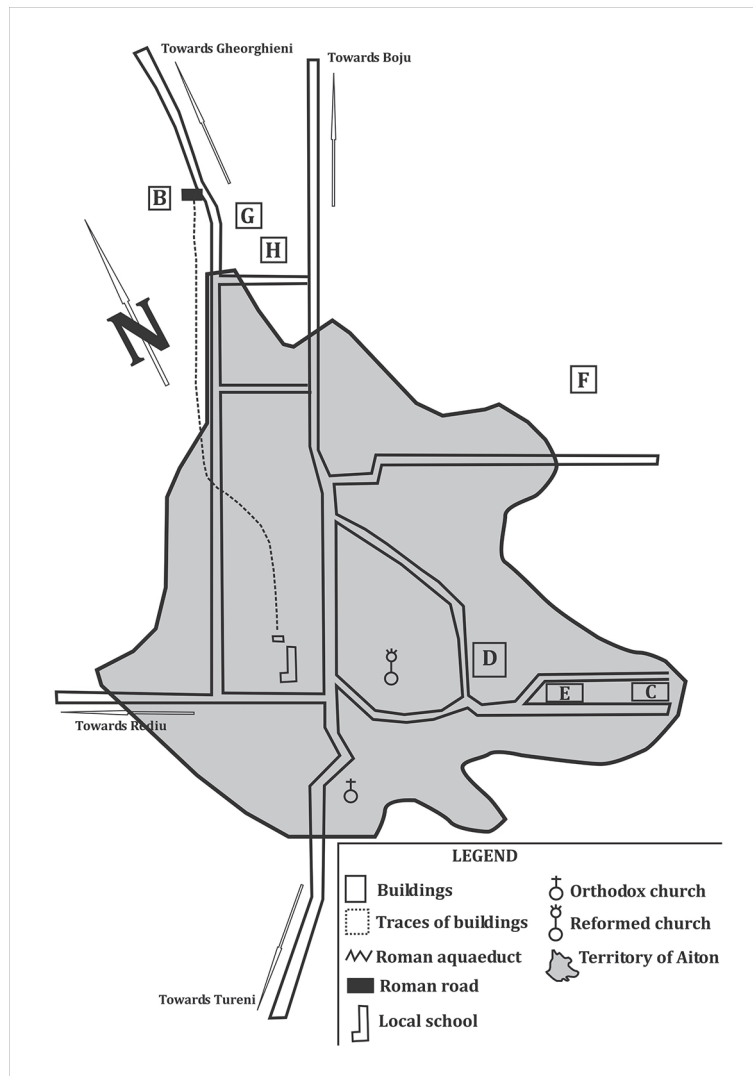 Towards Gheorghieni
Towards Boju
B
G
H
N
F
D
E
C
Towards Rediu
Towards Tureni
LEGEND
Buildings
Traces of buildings
Roman aquaeduct
Roman road
Local school
Orthodox church
Reformed church
Territory of Aiton